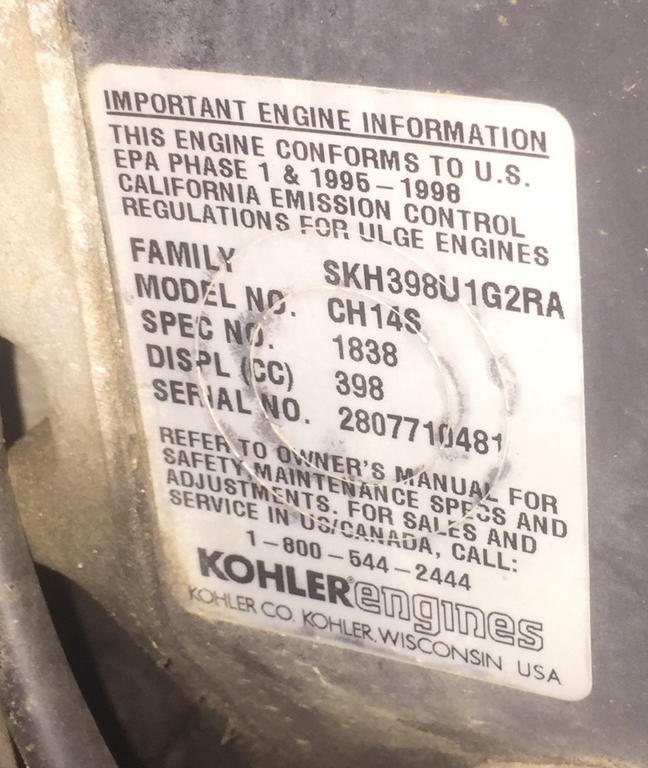 IMPORTANT ENGINE INFORMATION
THIS ENGINE CONFORMS TO U.S.
EPA PHASE 1 & 1995-1998
CALIFORNIA EMISSION CONTROL
REGULATIONS FOR ULGE ENGINES
FAMILY SKH398U1G2RA
MODEL NO. CH14S
SPEC NO. 1838
DISPL (CC) 398
SERIAL NO. 2807710481
REFER TO OWNER'S MANUAL FOR
SAFETY, MAINTENANCE SPECS AND
ADJUSTMENTS. FOR SALES AND
SERVICE IN US/CANADA, CALL:
1-800-544-2444
KOHLER® engines
KOHLER CO. KOHLER, WISCONSIN USA